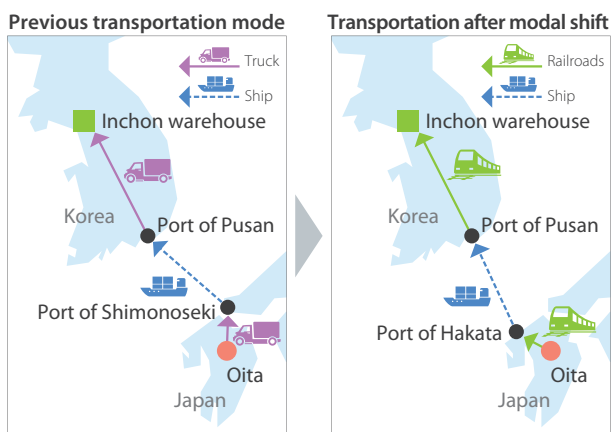 Previous transportation mode
Truck
Ship
Inchon warehouse
Korea
Port of Pusan
Port of Shimonoseki
Oita
Japan
Transportation after modal shift
Railroads
Ship
Inchon warehouse
Korea
Port of Pusan
Port of Hakata
Oita
Japan